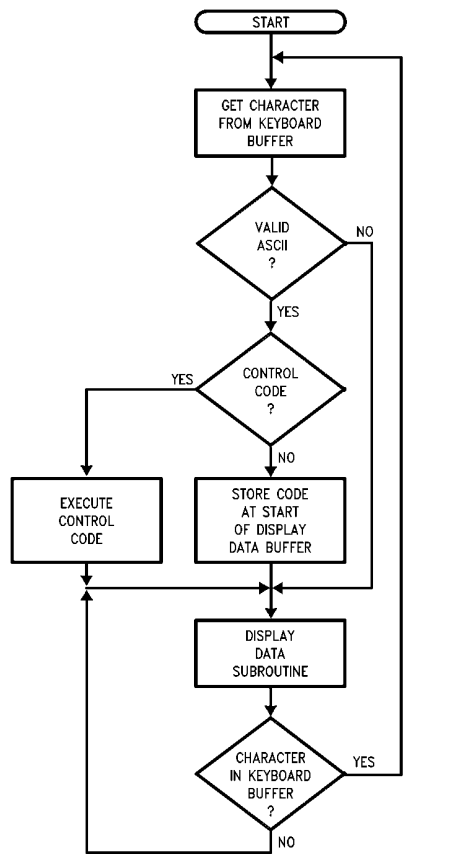 START
GET CHARACTER
FROM KEYBOARD
BUFFER
VALID
ASCII
?
NO
YES
CONTROL
CODE
?
YES
NO
EXECUTE
CONTROL
CODE
STORE CODE
AT START
OF DISPLAY
DATA BUFFER
DISPLAY
DATA
SUBROUTINE
CHARACTER
IN KEYBOARD
BUFFER
?
YES
NO